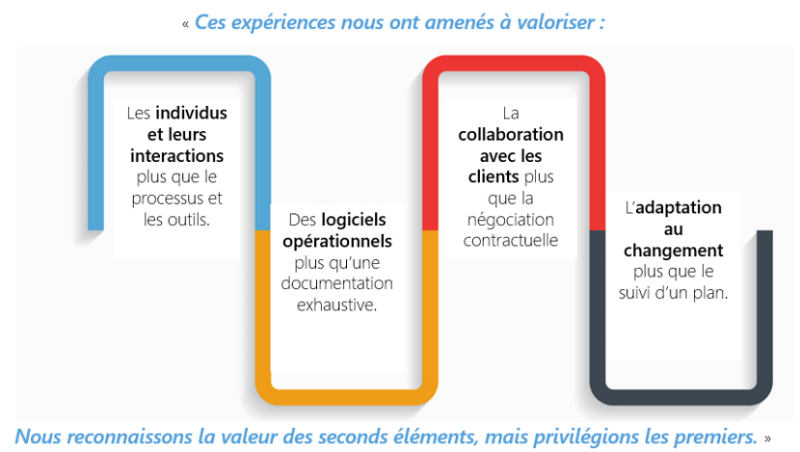 « Ces expériences nous ont amenés à valoriser :
Les individus
et leurs
interactions
plus que le
processus et
les outils.
Des logiciels
opérationnels
plus qu’une
documentation
exhaustive.
La
collaboration
avec les
clients plus
que la
négociation
contractuelle
L’adaptation
au
changement
plus que le
suivi d’un plan.
Nous reconnaissons la valeur des seconds éléments, mais privilégions les premiers. »